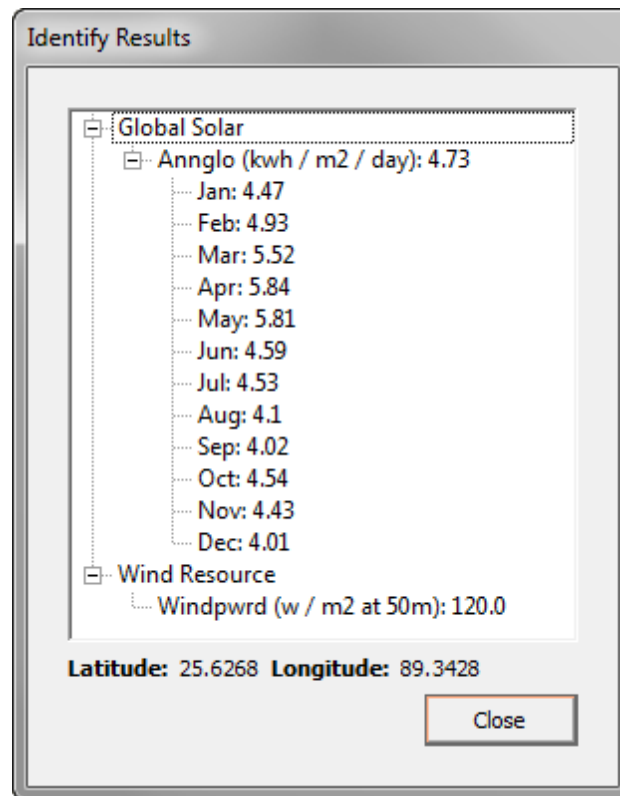 Identify Results
Global Solar
Annglo (kwh / m2 / day): 4.73
Jan: 4.47
Feb: 4.93
Mar: 5.52
Apr: 5.84
May: 5.81
Jun: 4.59
Jul: 4.53
Aug: 4.1
Sep: 4.02
Oct: 4.54
Nov: 4.43
Dec: 4.01
Wind Resource
Windpwrd (w / m2 at 50m): 120.0
Latitude: 25.6268 Longitude: 89.3428
Close